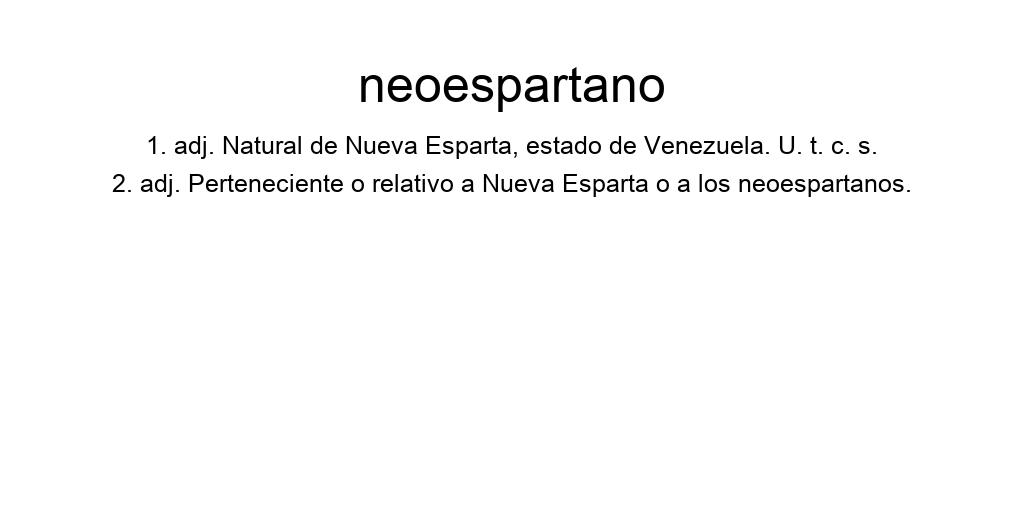 neoespartano
1. adj. Natural de Nueva Esparta, estado de Venezuela. U. t. c. s.
2. adj. Perteneciente o relativo a Nueva Esparta o a los neoespartanos.